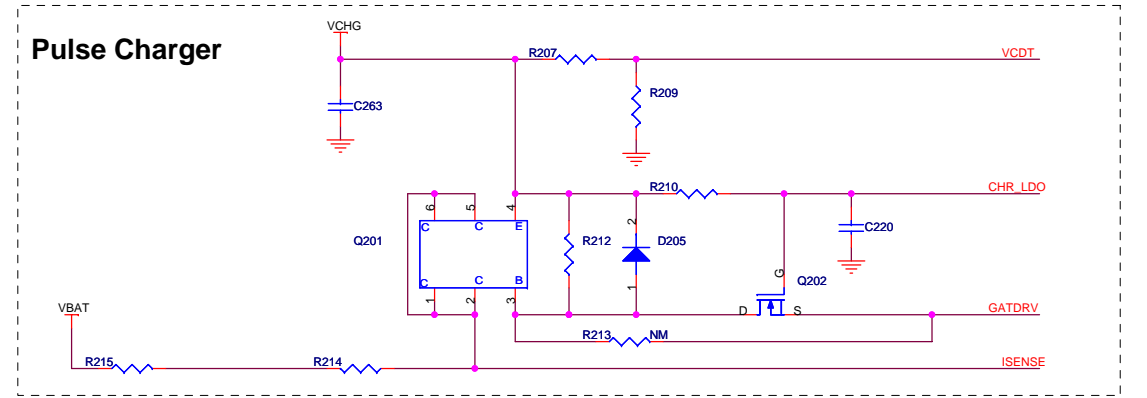 VCHG
Pulse Charger
R207
VCDT
R209
C263
R210
CHR_LDO
6
5
4
C
C
E
Q201
R212
2
D205
C220
C
C
B
1
2
3
1
G
Q202
VBAT
D
S
GATDRV
R213
NM
R215
R214
ISENSE